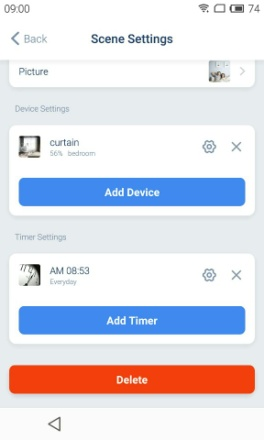 09:00
74
Back
Scene Settings
Picture
Device Settings
curtain
56% bedroom
Add Device
Timer Settings
AM 08:53
Everyday
Add Timer
Delete